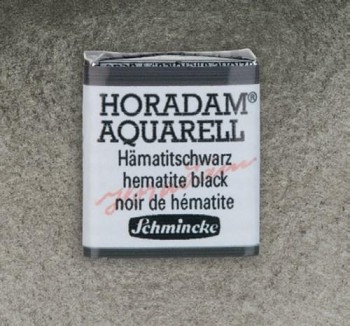 HORADAM®
AQUARELL
Hämatitschwarz
hematite black
noir de hématite
Schmincke